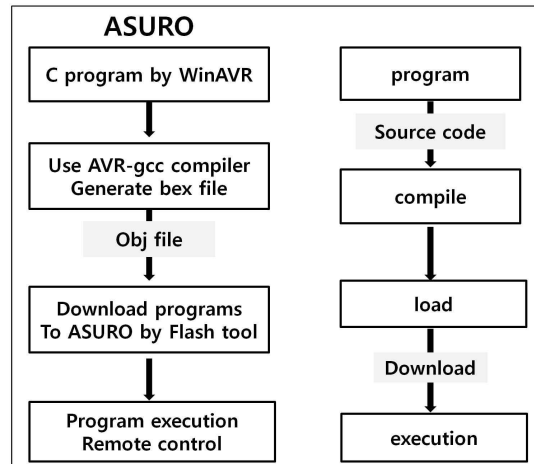 ASURO
C program by WinAVR
Use AVR-gcc compiler
Generate bex file
Obj file
Download programs
To ASURO by Flash tool
Program execution
Remote control
program
Source code
compile
load
Download
execution